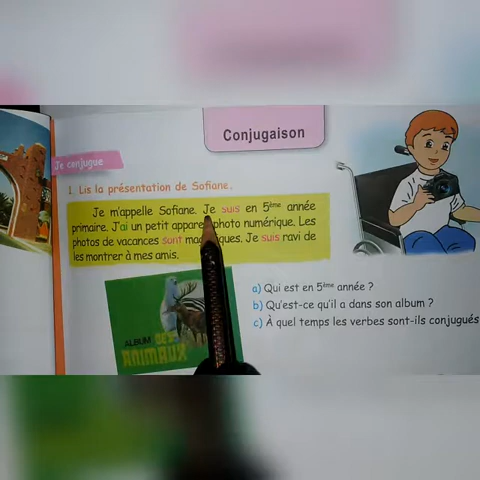 Conjugaison
Je conjugue
1. Lis la présentation de Sofiane.
Je m'appelle Sofiane. Je suis en 5ème année
primaire. J'ai un petit appareil photo numérique. Les
photos de vacances sont magnifiques. Je suis ravi de
les montrer à mes amis.
a) Qui est en 5ème année ?
b) Qu'est-ce qu'il a dans son album ?
c) À quel temps les verbes sont-ils conjugués
ALBUM DES
ANIMAUX